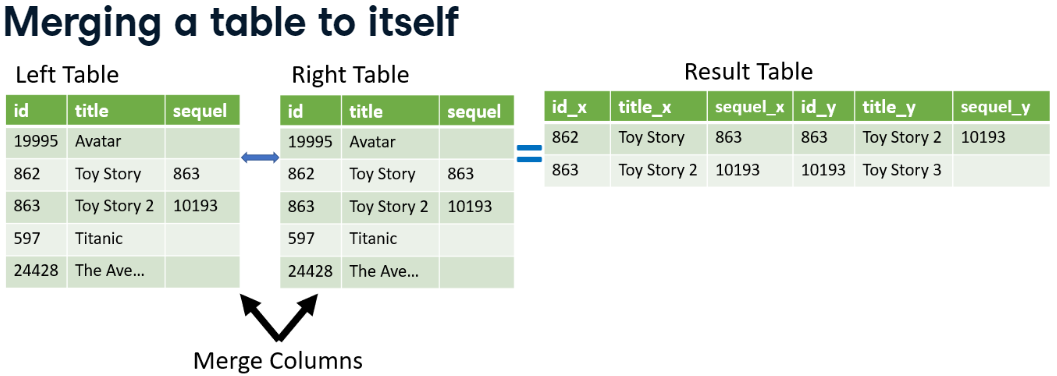 Merging a table to itself
Left Table
id title sequel
19995 Avatar
862 Toy Story 863
863 Toy Story 2 10193
597 Titanic
24428 The Ave...
Right Table
id title sequel
19995 Avatar
862 Toy Story 863
863 Toy Story 2 10193
597 Titanic
24428 The Ave...
=
Result Table
id_x title_x sequel_x id_y title_y sequel_y
862 Toy Story 863 863 Toy Story 2 10193
863 Toy Story 2 10193 10193 Toy Story 3
Merge Columns